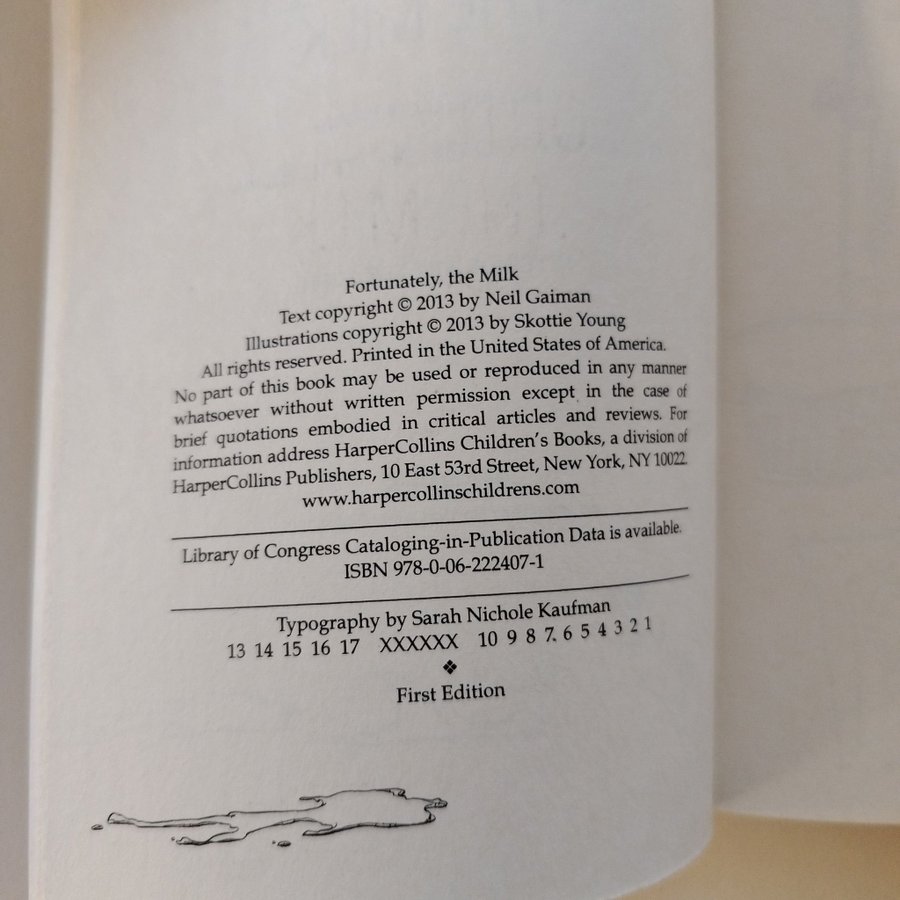 Fortunately, the Milk
Text copyright © 2013 by Neil Gaiman
Illustrations copyright © 2013 by Skottie Young
All rights reserved. Printed in the United States of America.
No part of this book may be used or reproduced in any manner
whatsoever without written permission except in the case of
brief quotations embodied in critical articles and reviews. For
information address HarperCollins Children's Books, a division of
HarperCollins Publishers, 10 East 53rd Street, New York, NY 10022.
www.harpercollinschildrens.com
Library of Congress Cataloging-in-Publication Data is available.
ISBN 978-0-06-222407-1
Typography by Sarah Nichole Kaufman
13 14 15 16 17 XXXXXX 10 9 8 7 6 5 4 3 2 1
❖
First Edition